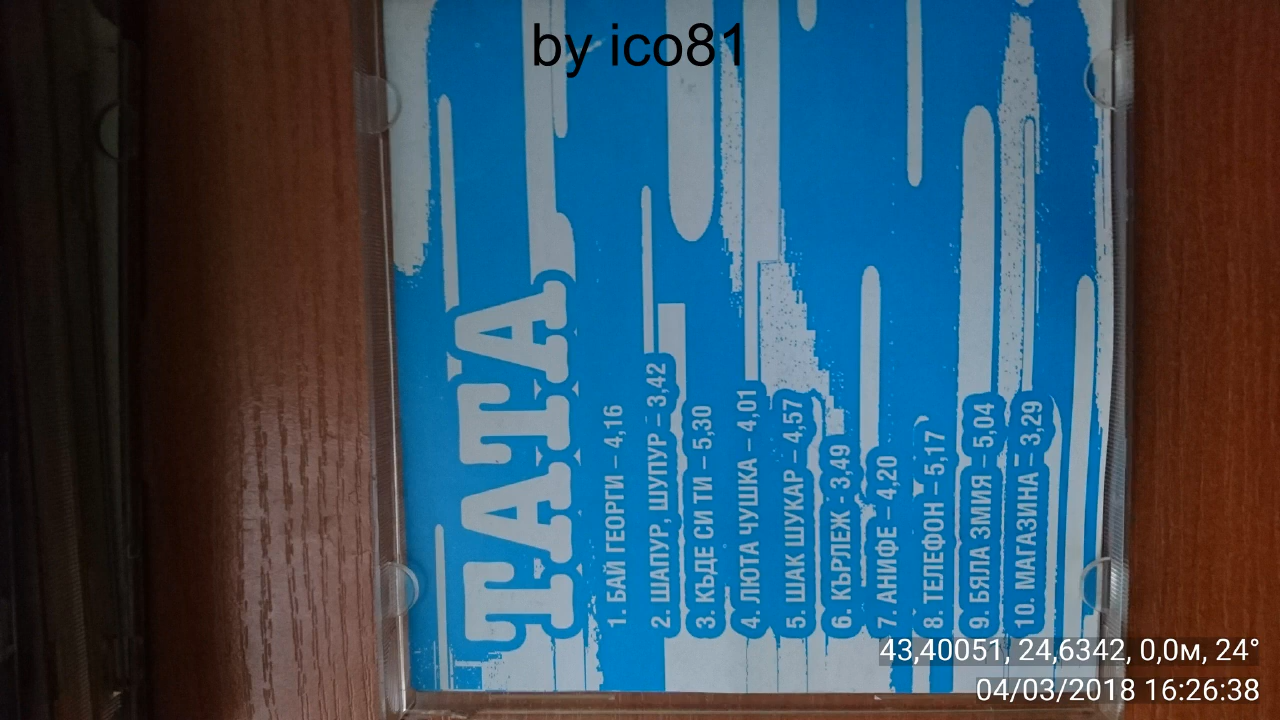 by ico81
ТАТА
1. БАЙ ГЕОРГИ – 4,16
2. ШАПУР, ШУПУР – 3,42
3. КЪДЕ СИ ТИ – 5,30
4. ЛЮТА ЧУШКА – 4,01
5. ШАК ШУКАР – 4,57
6. КЪРЛЕЖ - 3,49
7. АНИФЕ – 4,20
8. ТЕЛЕФОН – 5,17
9. БЯЛА ЗМИЯ – 5,04
10. МАГАЗИНА – 3,29
43,40051, 24,6342, 0,0м, 24°
04/03/2018 16:26:38